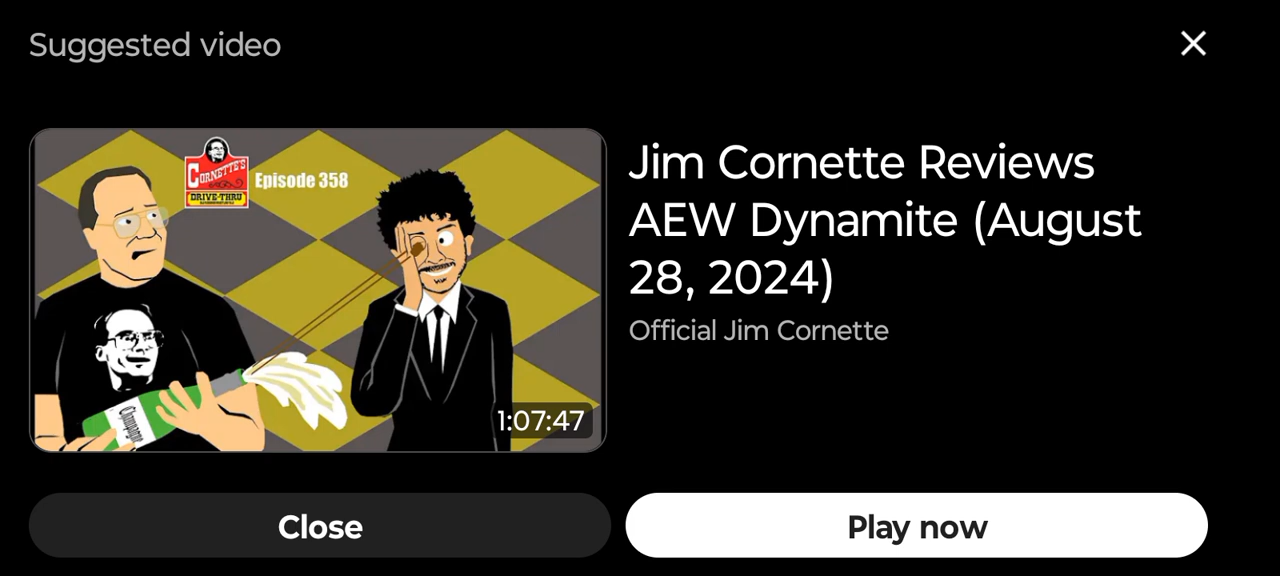 Suggested video
CORNETTE'S
DRIVE-THRU
Episode 358
Champagne
1:07:47
Jim Cornette Reviews
AEW Dynamite (August
28, 2024)
Official Jim Cornette
Close
Play now